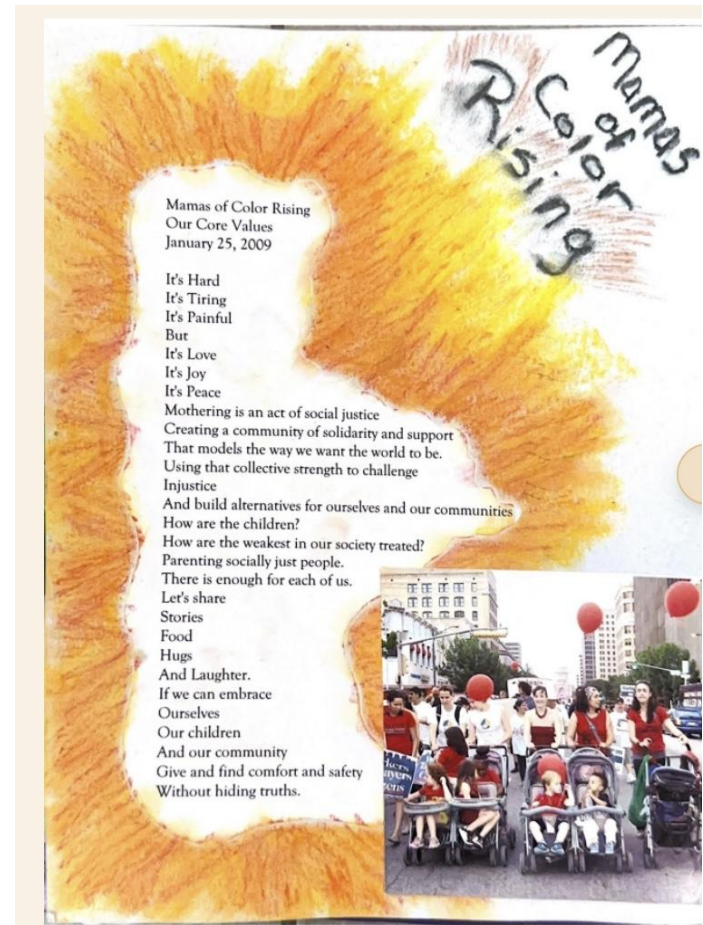 Mamas
of
Color
Rising
Mamas of Color Rising
Our Core Values
January 25, 2009
It's Hard
It's Tiring
It's Painful
But
It's Love
It's Joy
It's Peace
Mothering is an act of social justice
Creating a community of solidarity and support
That models the way we want the world to be.
Using that collective strength to challenge
Injustice
And build alternatives for ourselves and our communities
How are the children?
How are the weakest in our society treated?
Parenting socially just people.
There is enough for each of us.
Let's share
Stories
Food
Hugs
And Laughter.
If we can embrace
Ourselves
Our children
And our community
Give and find comfort and safety
Without hiding truths.